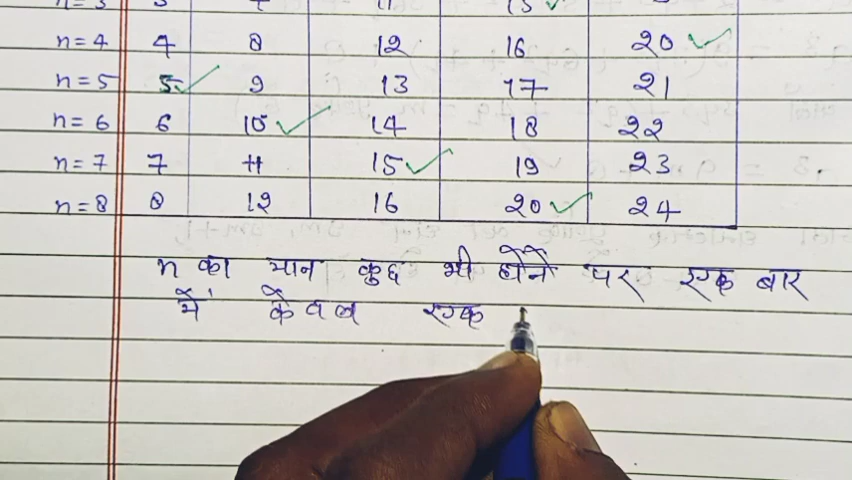 n=4 4 8 12 16 20 ✓
n=5 5 ✓ 9 13 17 21
n=6 6 10 ✓ 14 18 22
n=7 7 11 15 ✓ 19 23
n=8 8 12 16 20 ✓ 24
n का मान कुछ भी होने पर एक बार
में केवल एक